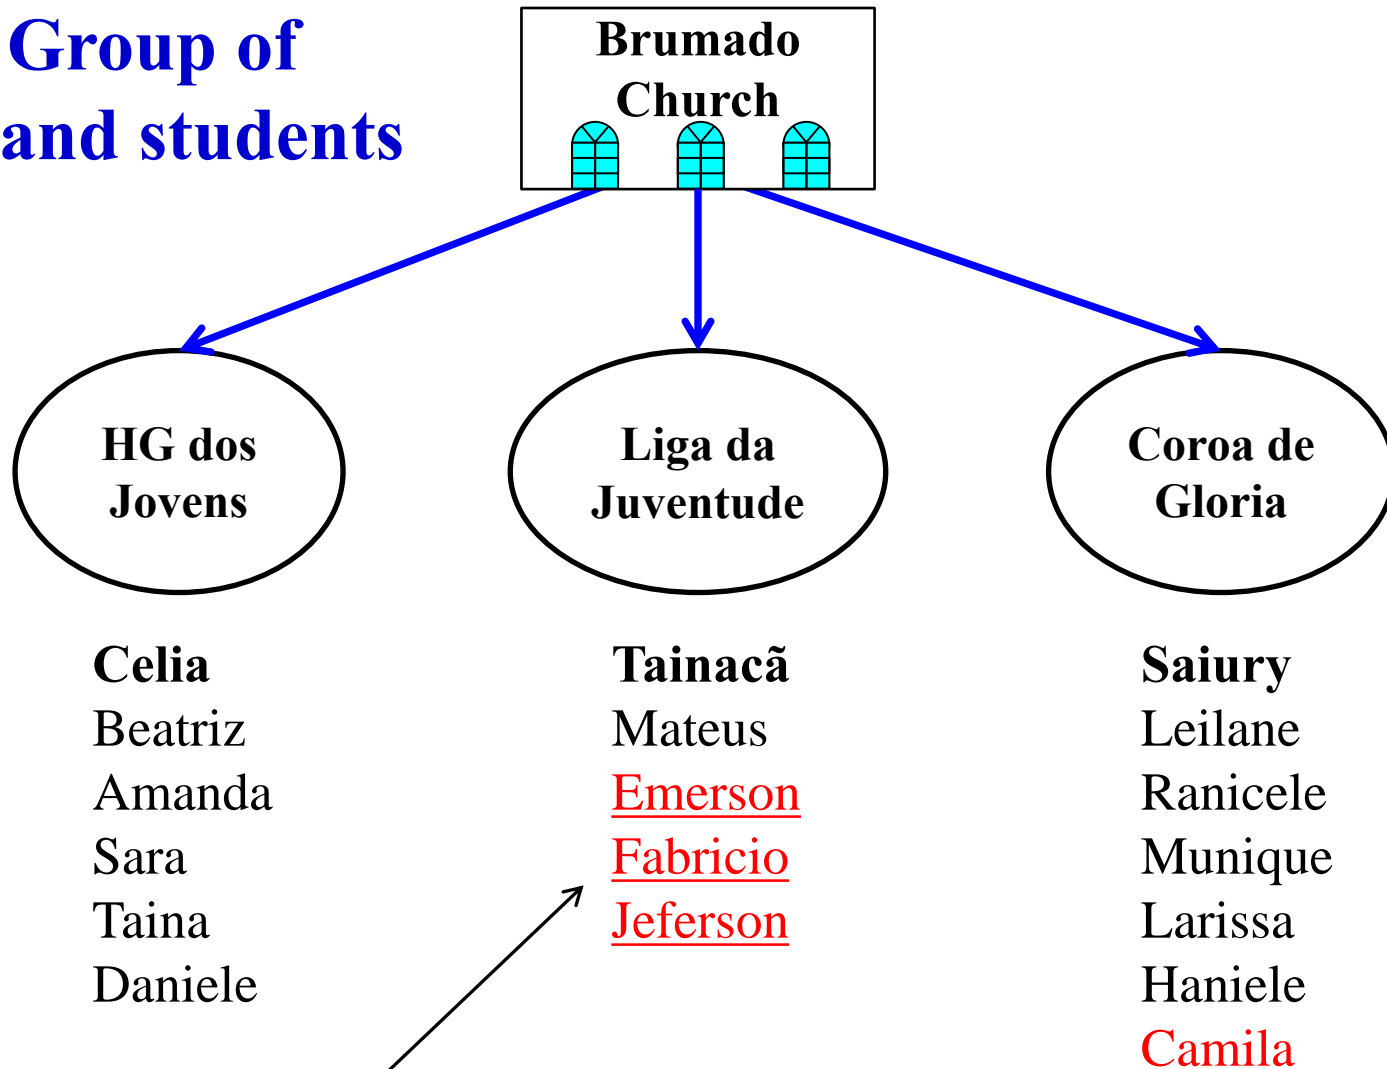 Group of
and students
Brumado
Church
HG dos
Jovens
Liga da
Juventude
Coroa de
Gloria
Celia
Beatriz
Amanda
Sara
Taina
Daniele
Tainacã
Mateus
Emerson
Fabricio
Jeferson
Saiury
Leilane
Ranicele
Munique
Larissa
Haniele
Camila